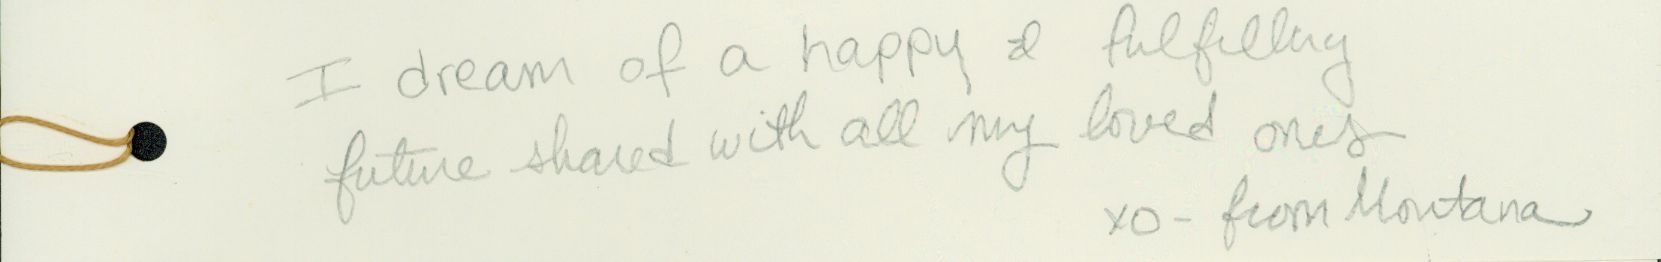 I dream of a happy & fulfilling
future shared with all my loved ones
xo - from Montana